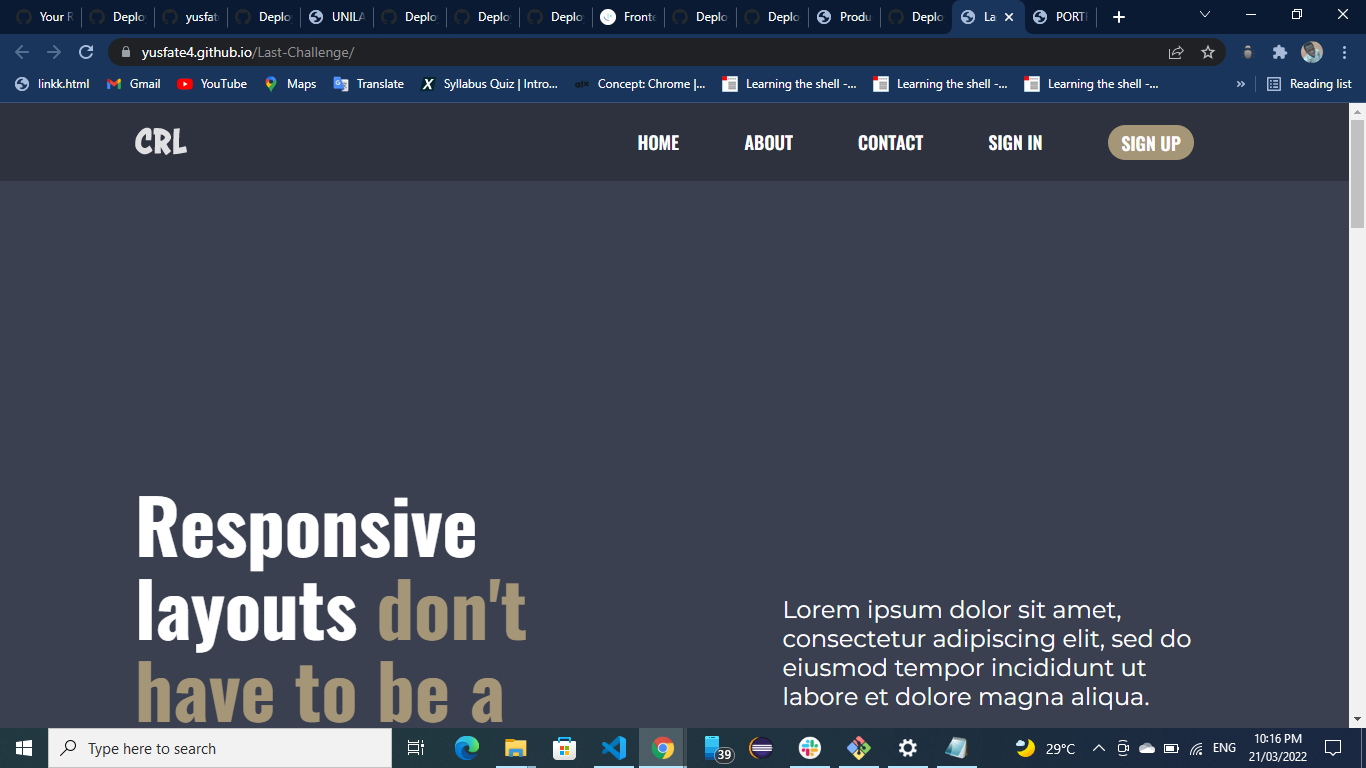 Your R
Deplo
yusfat
Deplo
UNILA
Deplo
Deplo
Deplo
Fronte
Deplo
Deplo
Produ
Deplo
La
PORT
yusfate4.github.io/Last-Challenge/
linkk.html
Gmail
YouTube
Maps
Translate
Syllabus Quiz | Intro...
Concept: Chrome |...
Learning the shell -...
Learning the shell -...
Learning the shell -...
»
Reading list
CRL
HOME
ABOUT
CONTACT
SIGN IN
SIGN UP
Responsive
layouts don't
have to be a
Lorem ipsum dolor sit amet,
consectetur adipiscing elit, sed do
eiusmod tempor incididunt ut
labore et dolore magna aliqua.
Type here to search
39
29°C
ENG
10:16 PM
21/03/2022